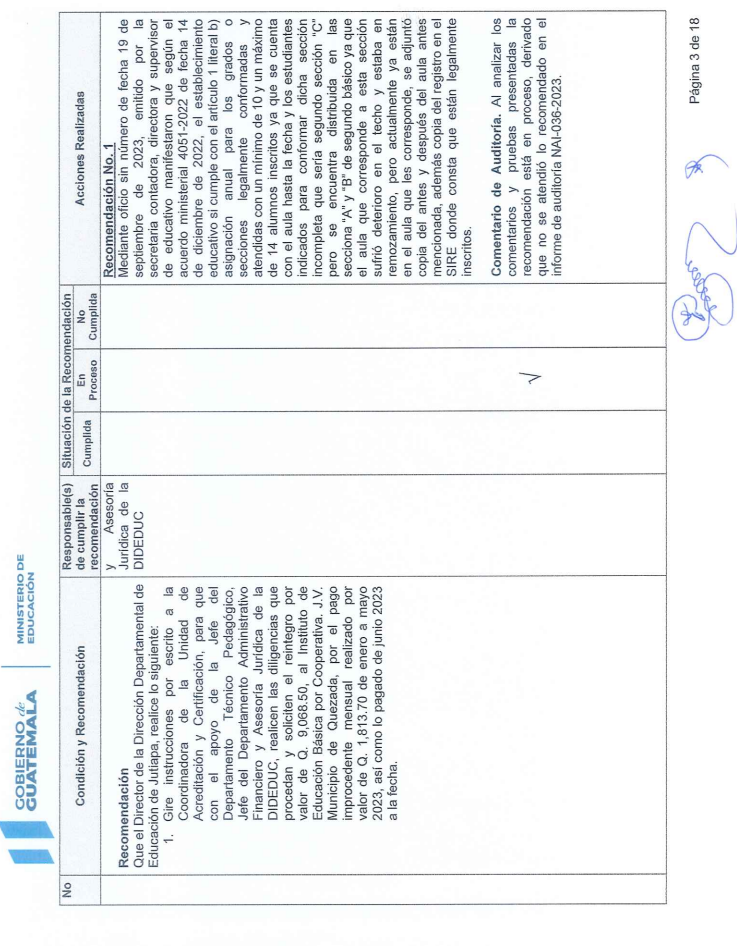 GOBIERNO de
GUATEMALA
MINISTERIO DE
EDUCACIÓN
No
Condición y Recomendación
Responsable(s)
de cumplir la
recomendación
Situación de la Recomendación
Cumplida
En
Proceso
No
Cumplida
Acciones Realizadas
Recomendación
Que el Director de la Dirección Departamental de
Educación de Jutiapa, realice lo siguiente:
1. Gire instrucciones por escrito a la
Coordinadora de la Unidad de
Acreditación y Certificación, para que
con el apoyo de la Jefe del
Departamento Técnico Pedagógico,
Jefe del Departamento Administrativo
Financiero y Asesoría Jurídica de la
DIDEDUC, realicen las diligencias que
procedan y soliciten el reintegro por
valor de Q. 9,068.50, al Instituto de
Educación Básica por Cooperativa. J.V.
Municipio de Quezada, por el pago
improcedente mensual realizado por
valor de Q. 1,813.70 de enero a mayo
2023, así como lo pagado de junio 2023
a la fecha.
y Asesoría
Jurídica de la
DIDEDUC
√
Recomendación No. 1
Mediante oficio sin número de fecha 19 de
septiembre de 2023, emitido por la
secretaria contadora, directora y supervisor
de educativo manifestaron que según el
acuerdo ministerial 4051-2022 de fecha 14
de diciembre de 2022, el establecimiento
educativo si cumple con el artículo 1 literal b)
asignación anual para los grados o
secciones legalmente conformadas y
atendidas con un mínimo de 10 y un máximo
de 14 alumnos inscritos ya que se cuenta
con el aula hasta la fecha y los estudiantes
indicados para conformar dicha sección
incompleta que sería segundo sección "C"
pero se encuentra distribuida en las
secciona "A" y "B" de segundo básico ya que
el aula que corresponde a esta sección
sufrió deterioro en el techo y estaba en
remozamiento, pero actualmente ya están
en el aula que les corresponde, se adjuntó
copia del antes y después del aula antes
mencionada, además copia del registro en el
SIRE donde consta que están legalmente
inscritos.
Comentario de Auditoría. Al analizar los
comentarios y pruebas presentadas la
recomendación está en proceso, derivado
que no se atendió lo recomendado en el
informe de auditoría NAI-036-2023.
Página 3 de 18